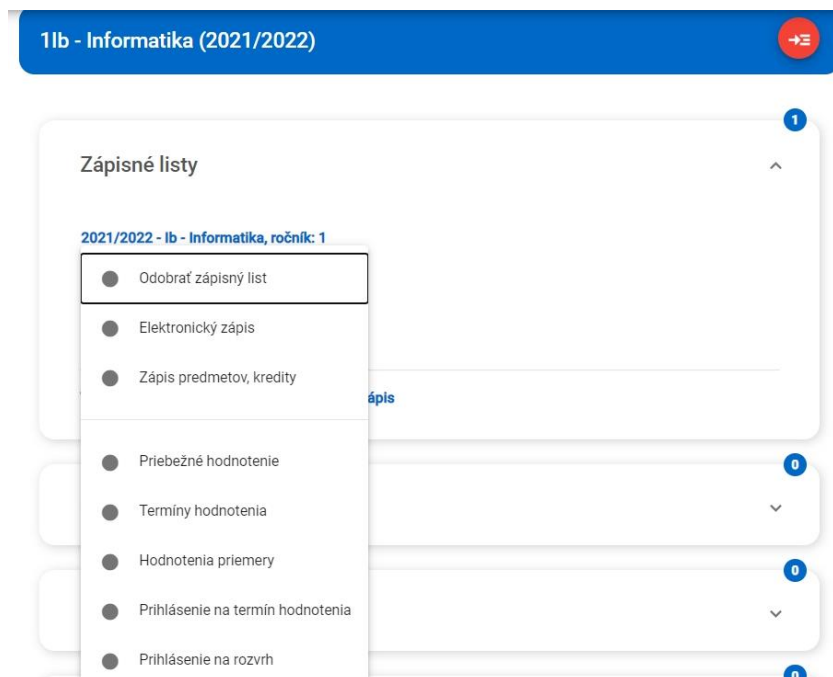 1Ib - Informatika (2021/2022)
1
Zápisné listy
2021/2022 - Ib - Informatika, ročník: 1
Odobrať zápisný list
Elektronický zápis
Zápis predmetov, kredity
ápis
Priebežné hodnotenie
0
Termíny hodnotenia
Hodnotenia priemery
0
Prihlásenie na termín hodnotenia
Prihlásenie na rozvrh
0